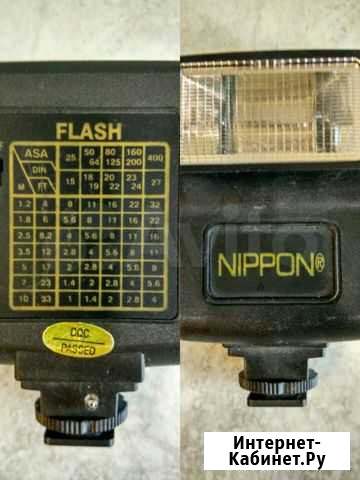 FLASH
ASA 25 50 64 80 125 160 200 400
DIN 15 18 19 20 22 23 24 27
M FT
1.2 4 8 11 16 22 32
1.8 6 5.6 8 11 16 22
2.5 8.2 4 5.6 8 11 16
3.5 12 2.8 4 5.6 8 11
5 17 2 2.8 4 5.6 8
7 23 1.4 2 2.8 4
10 33 1 1.4 2 2.8 4
QQC
PASSED
NIPPON®
Интернет-
Кабинет.Ру